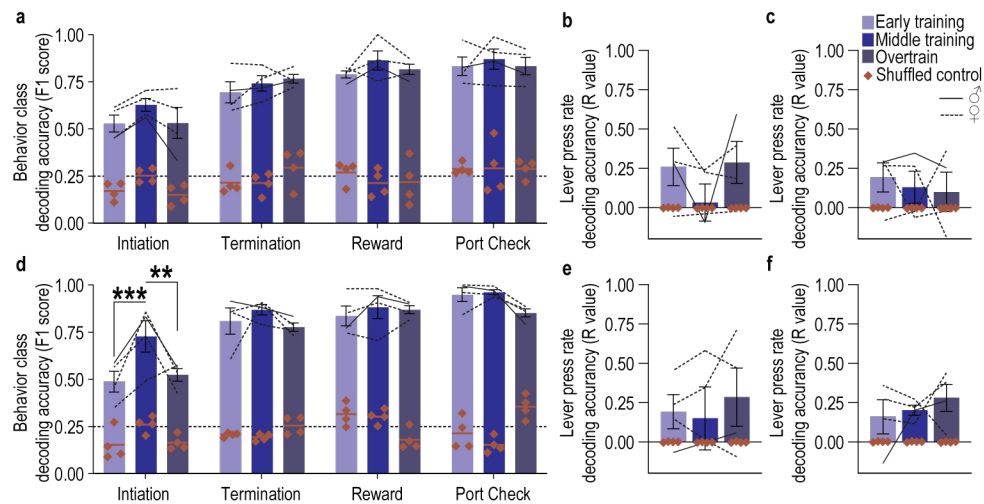 a
Behavior class
decoding accuracy (F1 score)
1.00
0.75
0.50
0.25
0.00
Intiation
Termination
Reward
Port Check
b
Lever press rate
decoding accurancy (R value)
1.00
0.75
0.50
0.25
0.00
c
Lever press rate
decoding accurancy (R value)
1.00
0.75
0.50
0.25
0.00
Early training
Middle training
Overtrain
Shuffled control
♂
♀
d
Behavior class
decoding accuracy (F1 score)
1.00
0.75
0.50
0.25
0.00
***
**
Intiation
Termination
Reward
Port Check
e
Lever press rate
decoding accurancy (R value)
1.00
0.75
0.50
0.25
0.00
f
Lever press rate
decoding accurancy (R value)
1.00
0.75
0.50
0.25
0.00